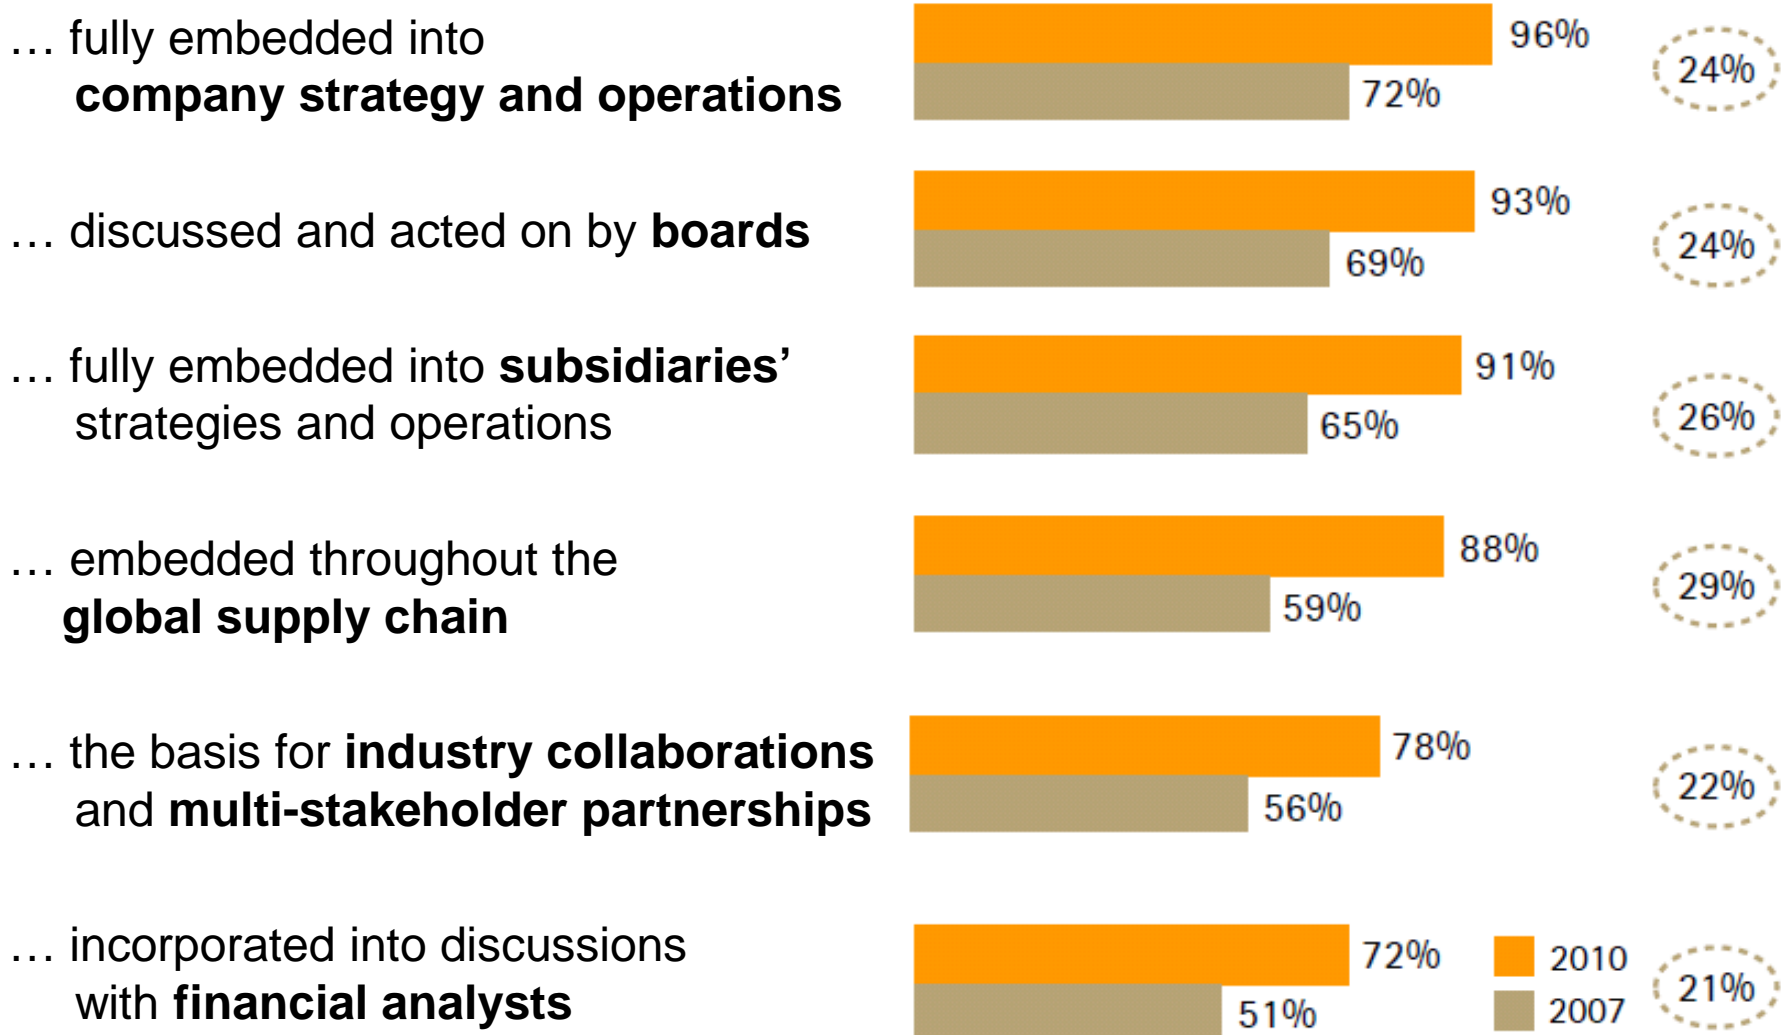 … fully embedded into
company strategy and operations
96%
72%
24%
… discussed and acted on by boards
93%
69%
24%
… fully embedded into subsidiaries’
strategies and operations
91%
65%
26%
… embedded throughout the
global supply chain
88%
59%
29%
… the basis for industry collaborations
and multi-stakeholder partnerships
78%
56%
22%
… incorporated into discussions
with financial analysts
72%
51%
2010
2007
21%